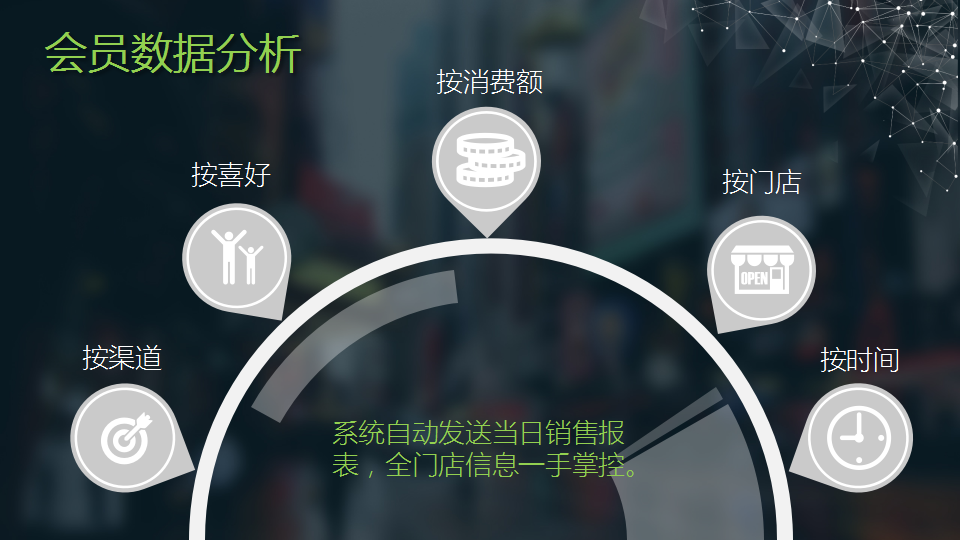 会员数据分析
按消费额
按喜好
按门店
OPEN
按渠道
按时间
系统自动发送当日销售报
表，全门店信息一手掌控。